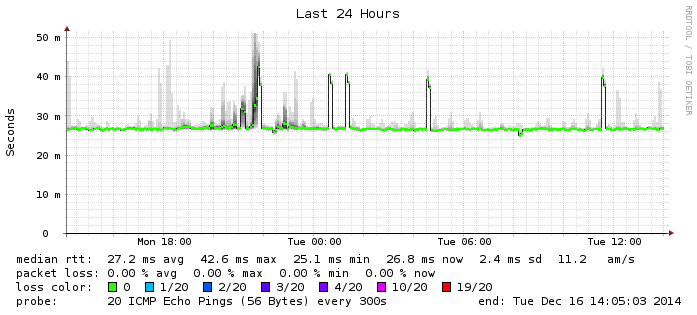 Last 24 Hours
RRDTOOL / TOBI OETIKER
Seconds
50 m
40 m
30 m
20 m
10 m
0
Mon 18:00 Tue 00:00 Tue 06:00 Tue 12:00
median rtt: 27.2 ms avg 42.6 ms max 25.1 ms min 26.8 ms now 2.4 ms sd 11.2 am/s
packet loss: 0.00 % avg 0.00 % max 0.00 % min 0.00 % now
loss color: 0 1/20 2/20 3/20 4/20 10/20 19/20
probe: 20 ICMP Echo Pings (56 Bytes) every 300s end: Tue Dec 16 14:05:03 2014